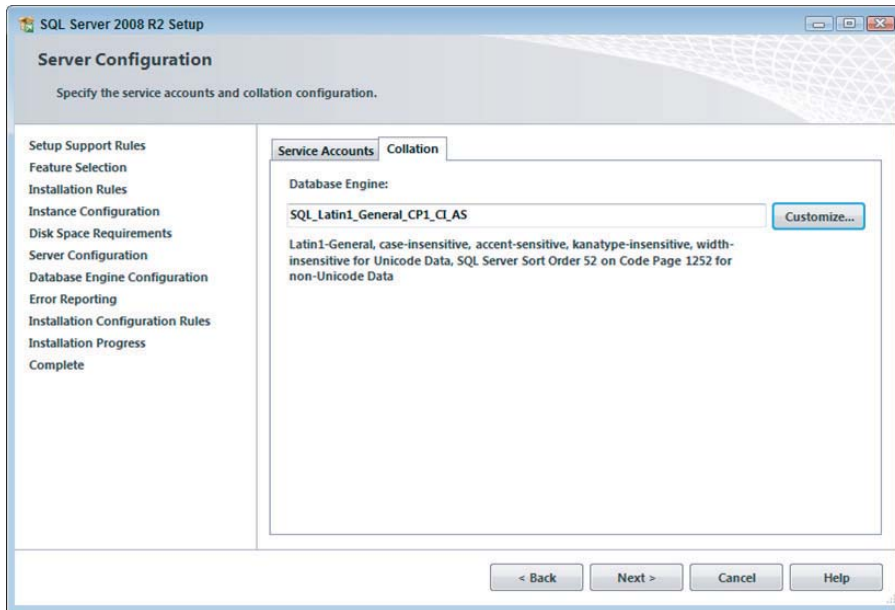 SQL Server 2008 R2 Setup
Server Configuration
Specify the service accounts and collation configuration.
Setup Support Rules
Feature Selection
Installation Rules
Instance Configuration
Disk Space Requirements
Server Configuration
Database Engine Configuration
Error Reporting
Installation Configuration Rules
Installation Progress
Complete
Service Accounts
Collation
Database Engine:
SQL_Latin1_General_CP1_CI_AS
Customize...
Latin1-General, case-insensitive, accent-sensitive, kanatype-insensitive, width-
insensitive for Unicode Data, SQL Server Sort Order 52 on Code Page 1252 for
non-Unicode Data
< Back
Next >
Cancel
Help